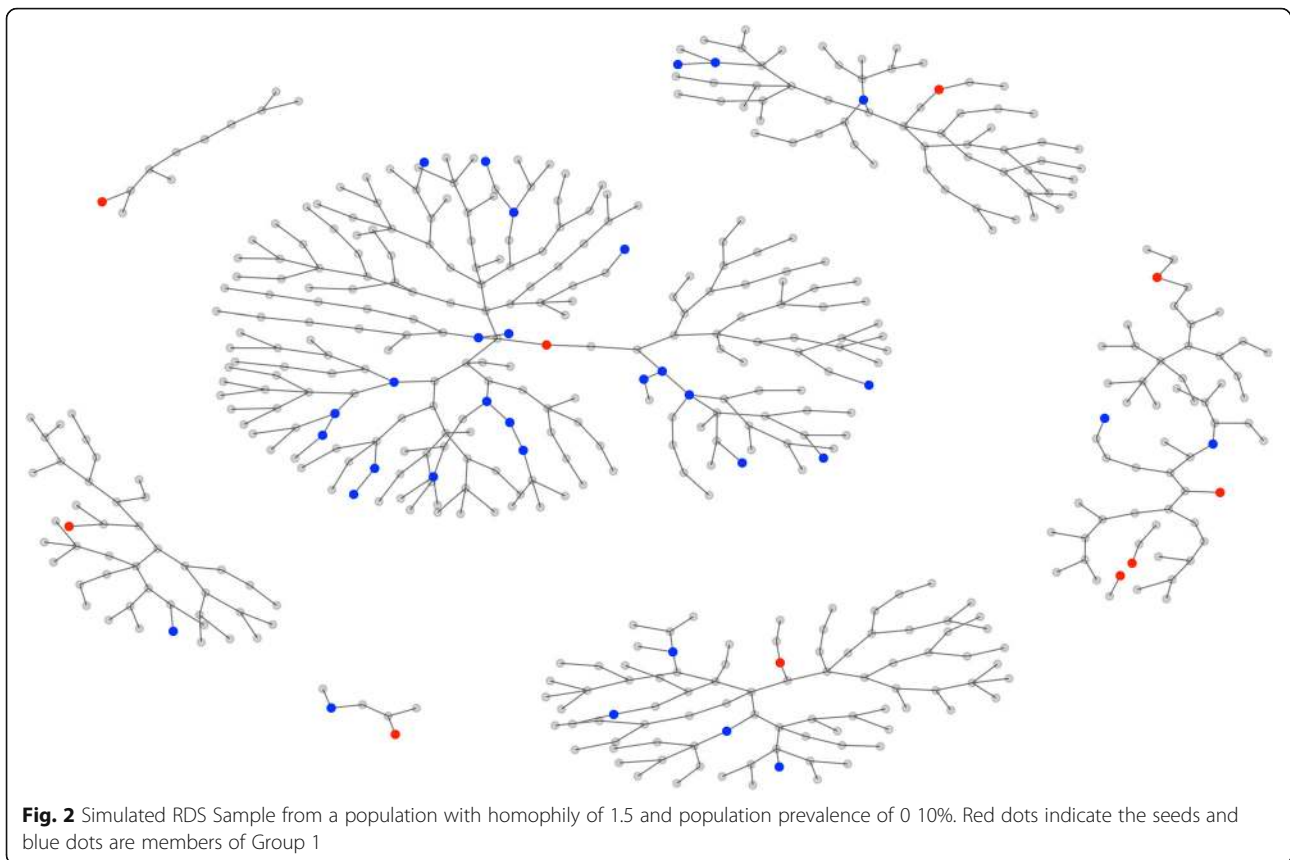 Fig. 2 Simulated RDS Sample from a population with homophily of 1.5 and population prevalence of 0 10%. Red dots indicate the seeds and
blue dots are members of Group 1